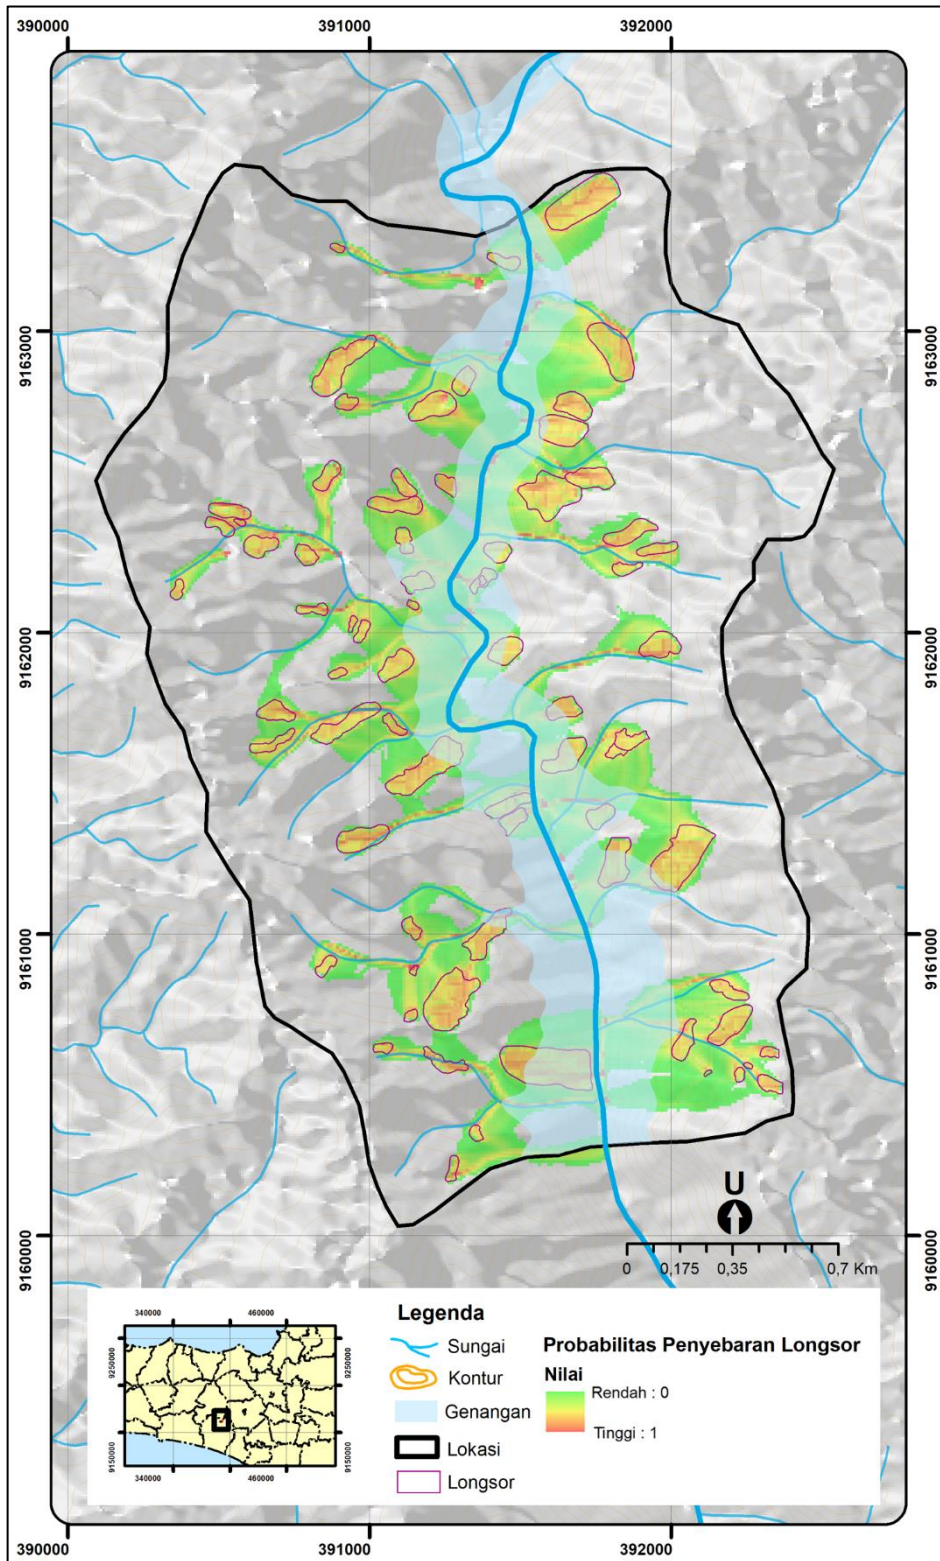 390000 391000 392000
9163000 9163000
9162000 9162000
9161000 9161000
9160000 9160000
U
0 0,175 0,35 0,7 Km
Legenda
Sungai
Kontur
Genangan
Lokasi
Longsor
Probabilitas Penyebaran Longsor
Nilai
Rendah : 0
Tinggi : 1
340000 460000
9250000 9250000
9150000 9150000
340000 460000
390000 391000 392000